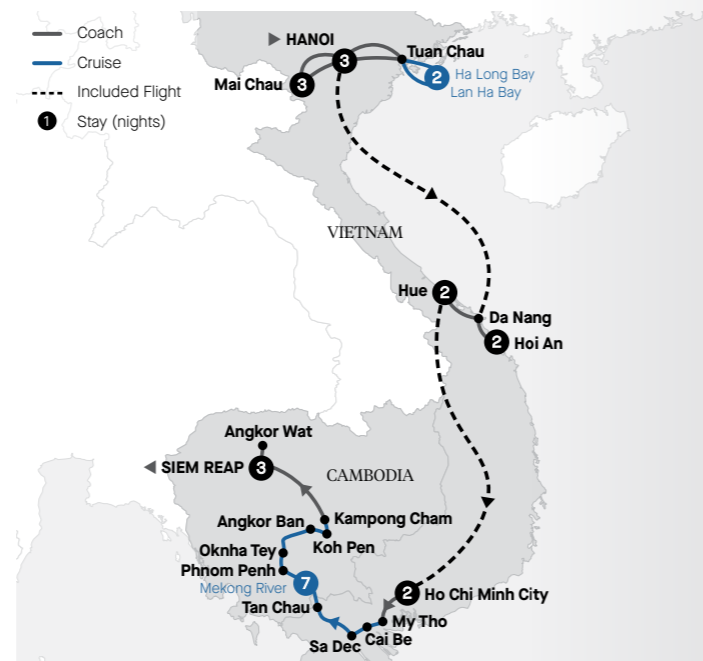 Coach
Cruise
Included Flight
1 Stay (nights)
HANOI
3
Tuan Chau
Mai Chau
3
2
Ha Long Bay
Lan Ha Bay
VIETNAM
Hue
2
Da Nang
2
Hoi An
Angkor Wat
SIEM REAP
3
CAMBODIA
Angkor Ban
Kampong Cham
Koh Pen
Oknha Tey
Phnom Penh
Mekong River
7
Tan Chau
2
Ho Chi Minh City
My Tho
Cai Be
Sa Dec